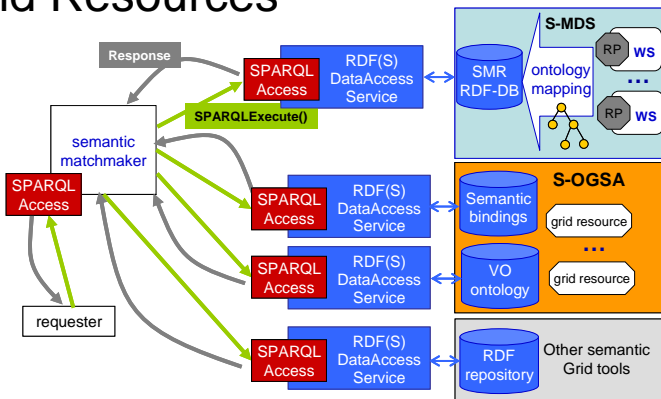 d Resources
Response
SPARQL
Access
RDF(S)
DataAccess
Service
SPARQLExecute()
S-MDS
SMR
RDF-DB
ontology
mapping
RP
WS
...
RP
WS
semantic
matchmaker
SPARQL
Access
requester
SPARQL
Access
RDF(S)
DataAccess
Service
S-OGSA
Semantic
bindings
grid resource
...
SPARQL
Access
RDF(S)
DataAccess
Service
VO
ontology
grid resource
SPARQL
Access
RDF(S)
DataAccess
Service
RDF
repository
Other semantic
Grid tools